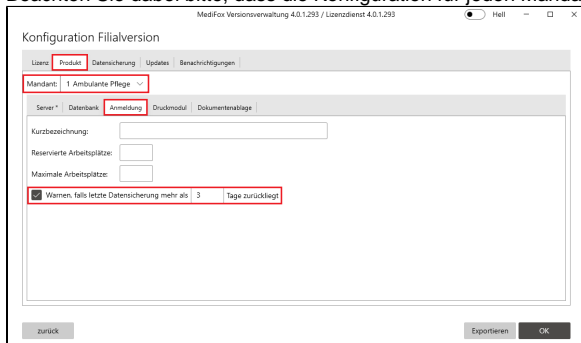 Beachten Sie dabei bitte, dass die Konfiguration für jeden Manda
MediFox Versionsverwaltung 4.0.1.293 / Lizenzdienst 4.0.1.293
Hell
Konfiguration Filialversion
Lizenz Produkt Datensicherung Updates Benachrichtigungen
Mandant: 1 Ambulante Pflege
Server * Datenbank Anmeldung Druckmodul Dokumentenablage
Kurzbezeichnung:
Reservierte Arbeitsplätze:
Maximale Arbeitsplätze:
Warnen, falls letzte Datensicherung mehr als 3 Tage zurückliegt
zurück Exportieren OK